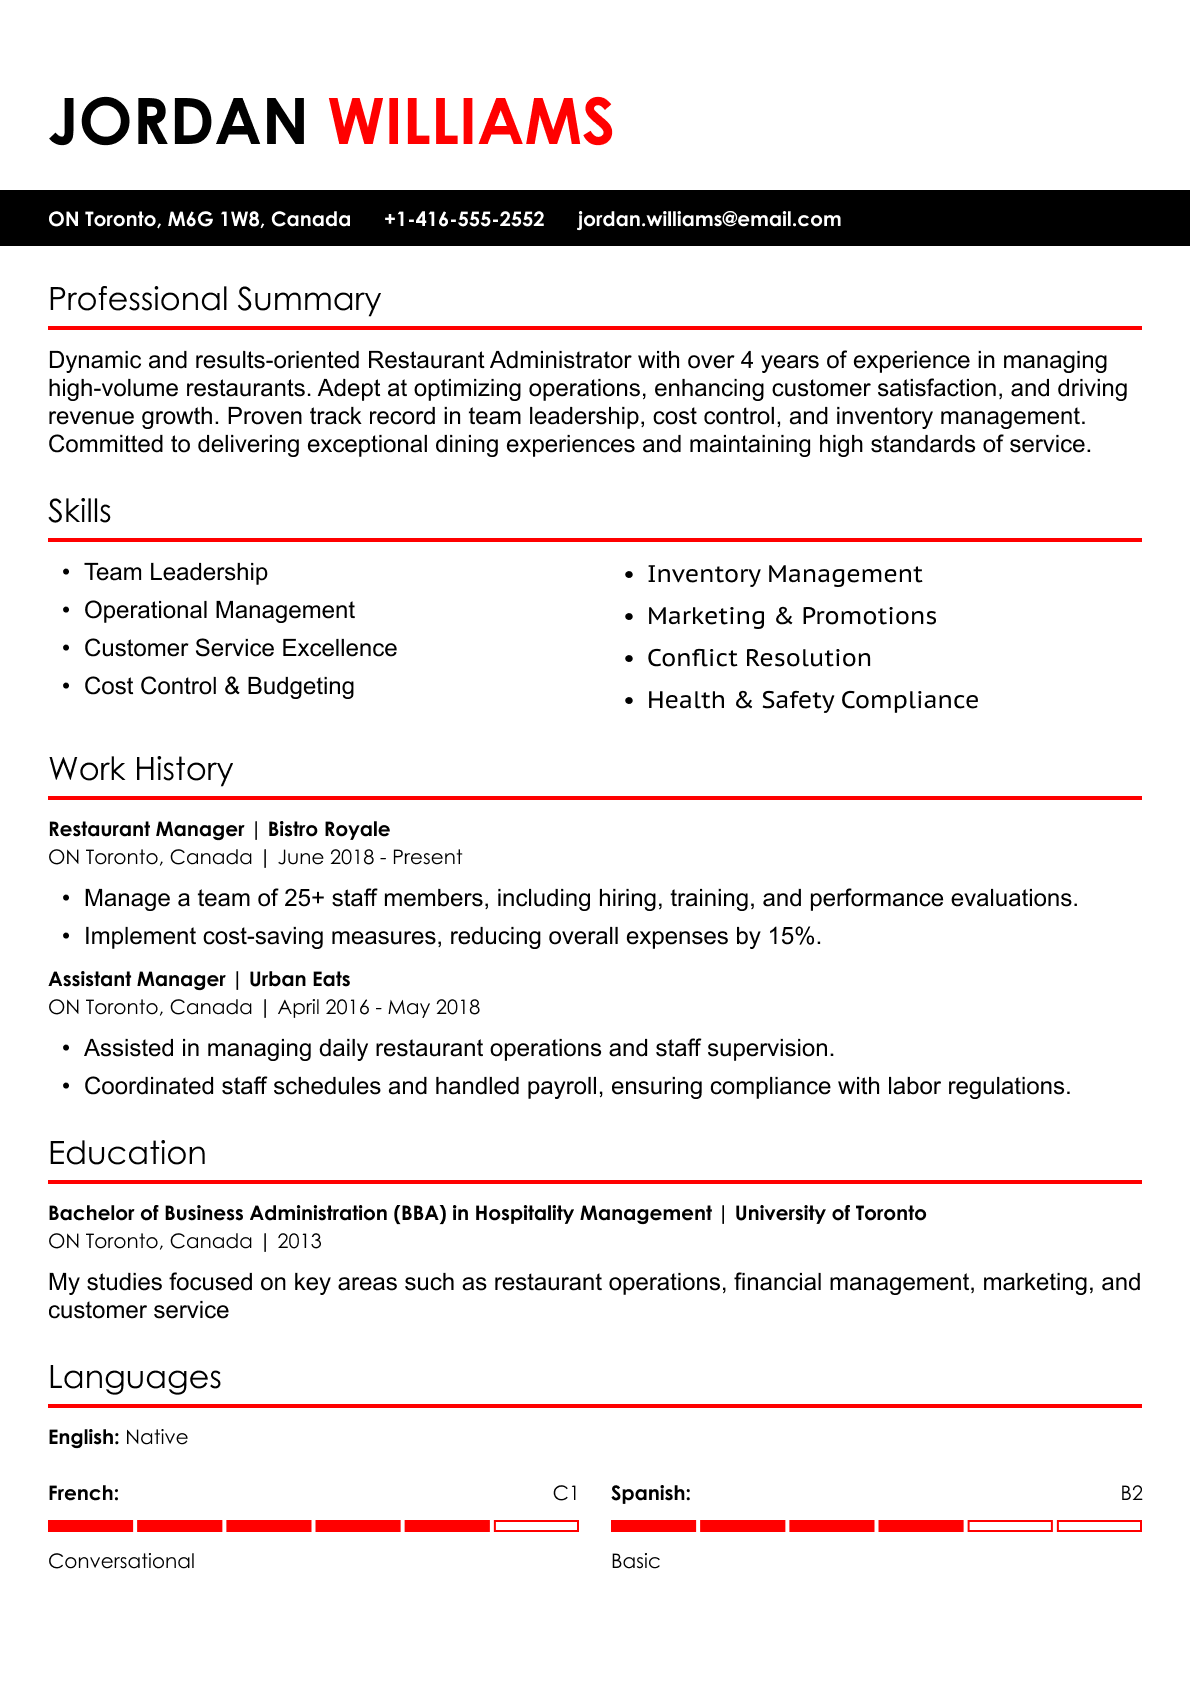 JORDAN WILLIAMS
ON Toronto, M6G 1W8, Canada +1-416-555-2552 jordan.williams@email.com
Professional Summary
Dynamic and results-oriented Restaurant Administrator with over 4 years of experience in managing
high-volume restaurants. Adept at optimizing operations, enhancing customer satisfaction, and driving
revenue growth. Proven track record in team leadership, cost control, and inventory management.
Committed to delivering exceptional dining experiences and maintaining high standards of service.
Skills
• Team Leadership
• Operational Management
• Customer Service Excellence
• Cost Control & Budgeting
• Inventory Management
• Marketing & Promotions
• Conflict Resolution
• Health & Safety Compliance
Work History
Restaurant Manager | Bistro Royale
ON Toronto, Canada | June 2018 - Present
• Manage a team of 25+ staff members, including hiring, training, and performance evaluations.
• Implement cost-saving measures, reducing overall expenses by 15%.
Assistant Manager | Urban Eats
ON Toronto, Canada | April 2016 - May 2018
• Assisted in managing daily restaurant operations and staff supervision.
• Coordinated staff schedules and handled payroll, ensuring compliance with labor regulations.
Education
Bachelor of Business Administration (BBA) in Hospitality Management | University of Toronto
ON Toronto, Canada | 2013
My studies focused on key areas such as restaurant operations, financial management, marketing, and
customer service
Languages
English: Native
French: C1
Conversational
Spanish: B2
Basic